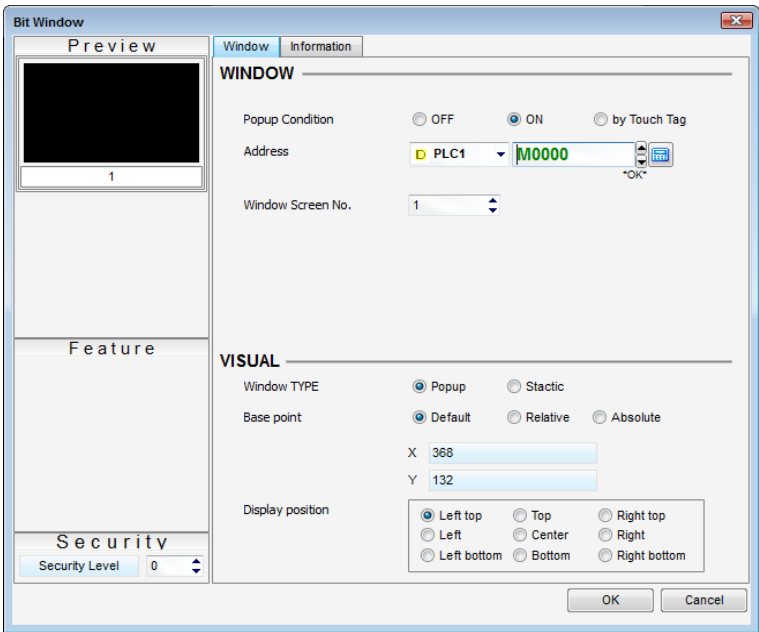 Bit Window
Preview
1
Feature
Security
Security Level 0
Window Information
WINDOW
Popup Condition OFF ON by Touch Tag
Address D PLC1 M0000
*OK*
Window Screen No. 1
VISUAL
Window TYPE Popup Stactic
Base point Default Relative Absolute
X 368
Y 132
Display position Left top Top Right top
Left Center Right
Left bottom Bottom Right bottom
OK Cancel